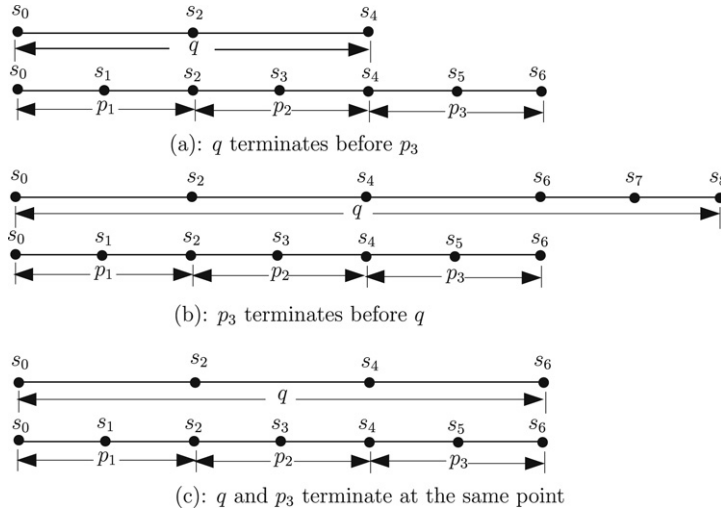 s₀ s₂ s₄
q
s₀ s₁ s₂ s₃ s₄ s₅ s₆
p₁ p₂ p₃
(a): q terminates before p₃
s₀ s₂ s₄ s₆ s₇ s₈
q
s₀ s₁ s₂ s₃ s₄ s₅ s₆
p₁ p₂ p₃
(b): p₃ terminates before q
s₀ s₂ s₄ s₆
q
s₀ s₁ s₂ s₃ s₄ s₅ s₆
p₁ p₂ p₃
(c): q and p₃ terminate at the same point